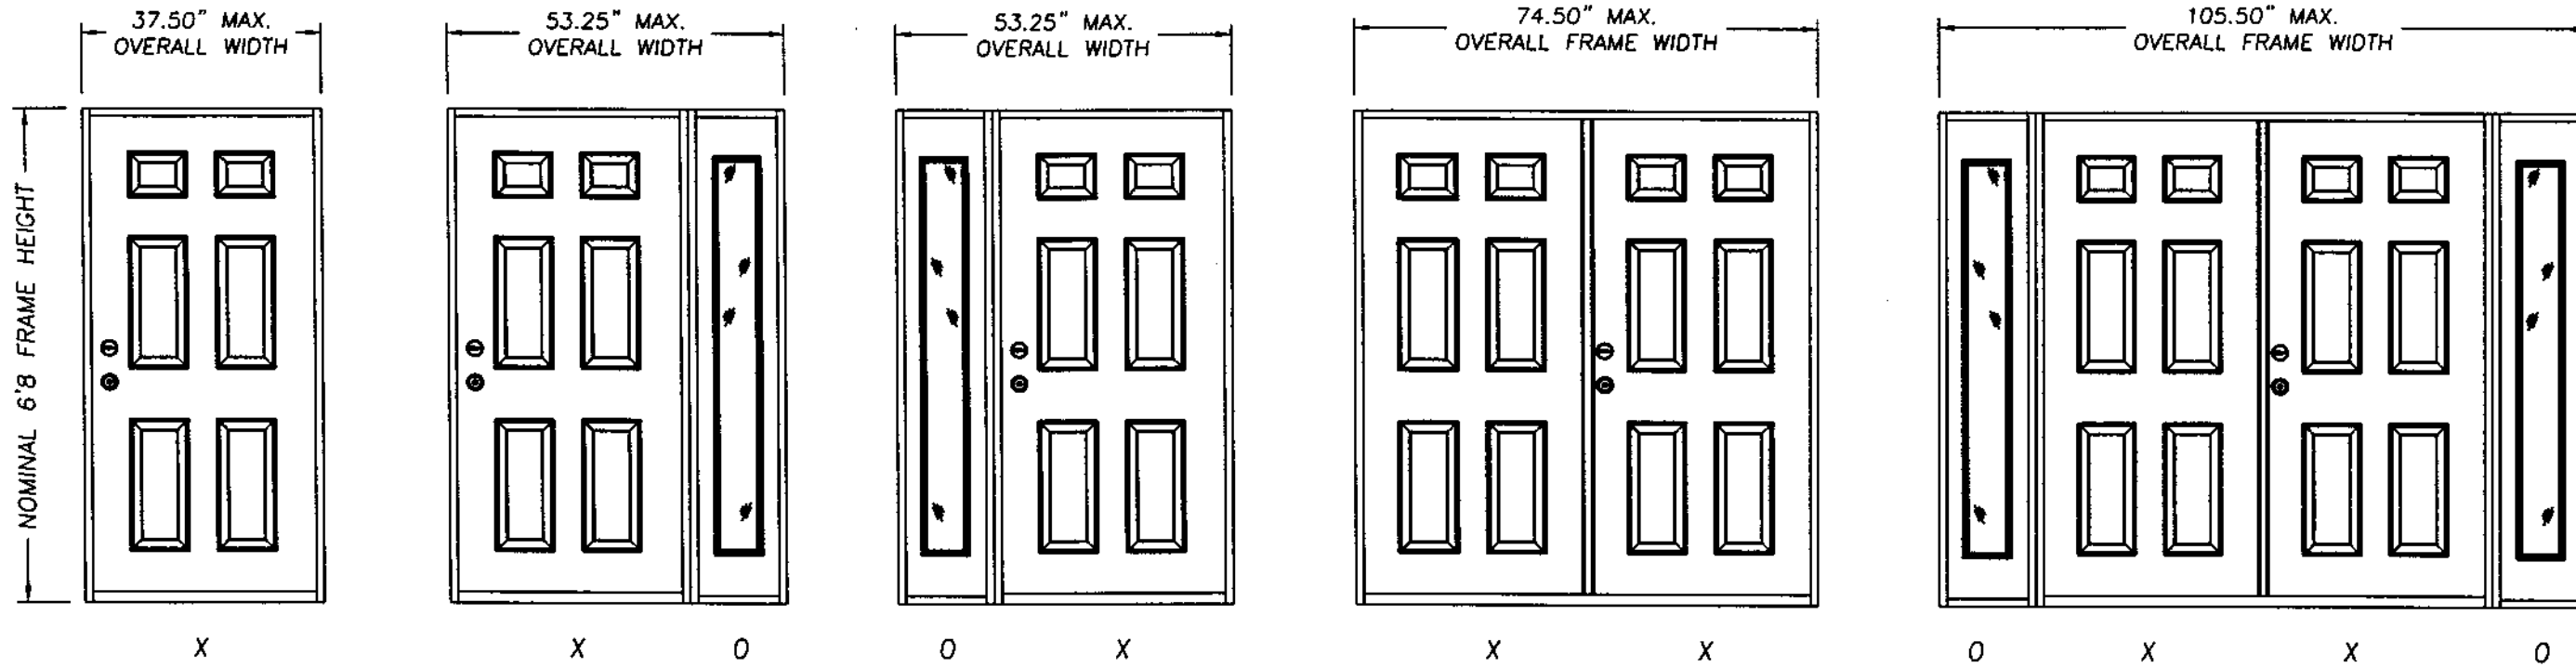 37.50" MAX.
OVERALL WIDTH
53.25" MAX.
OVERALL WIDTH
53.25" MAX.
OVERALL WIDTH
74.50" MAX.
OVERALL FRAME WIDTH
105.50" MAX.
OVERALL FRAME WIDTH
NOMINAL 6'8 FRAME HEIGHT
X
X O
O X
X X
O X X O